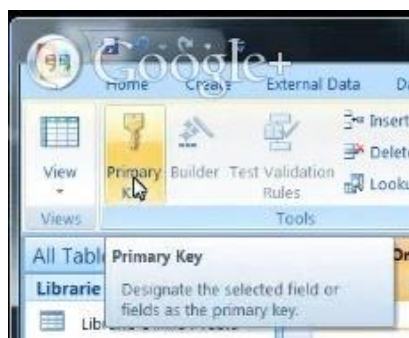 Google+
Home Create External Data
View Primary Key Builder Test Validation Rules
Insert
Delete
Views Tools
All Tabl
Primary Key
Designate the selected field or
fields as the primary key.
Librarie